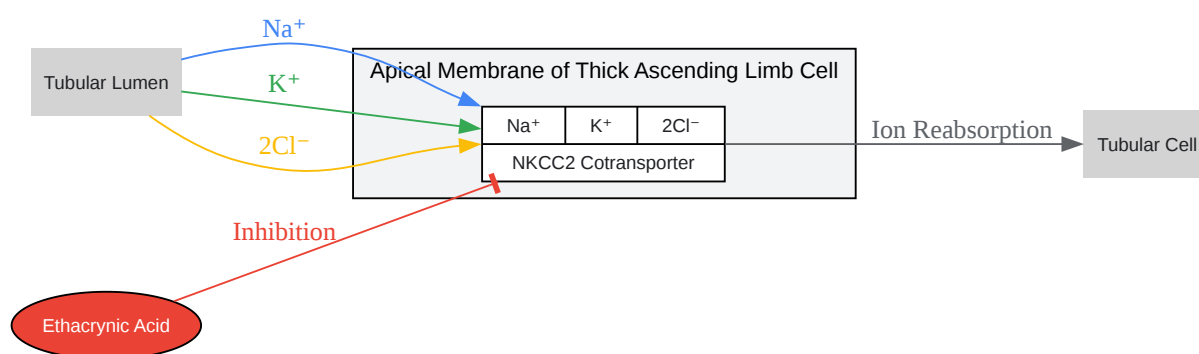 Na⁺
Tubular Lumen
K⁺
2Cl⁻
Apical Membrane of Thick Ascending Limb Cell
Na⁺ K⁺ 2Cl⁻
NKCC2 Cotransporter
Ion Reabsorption
Tubular Cell
Inhibition
Ethacrynic Acid